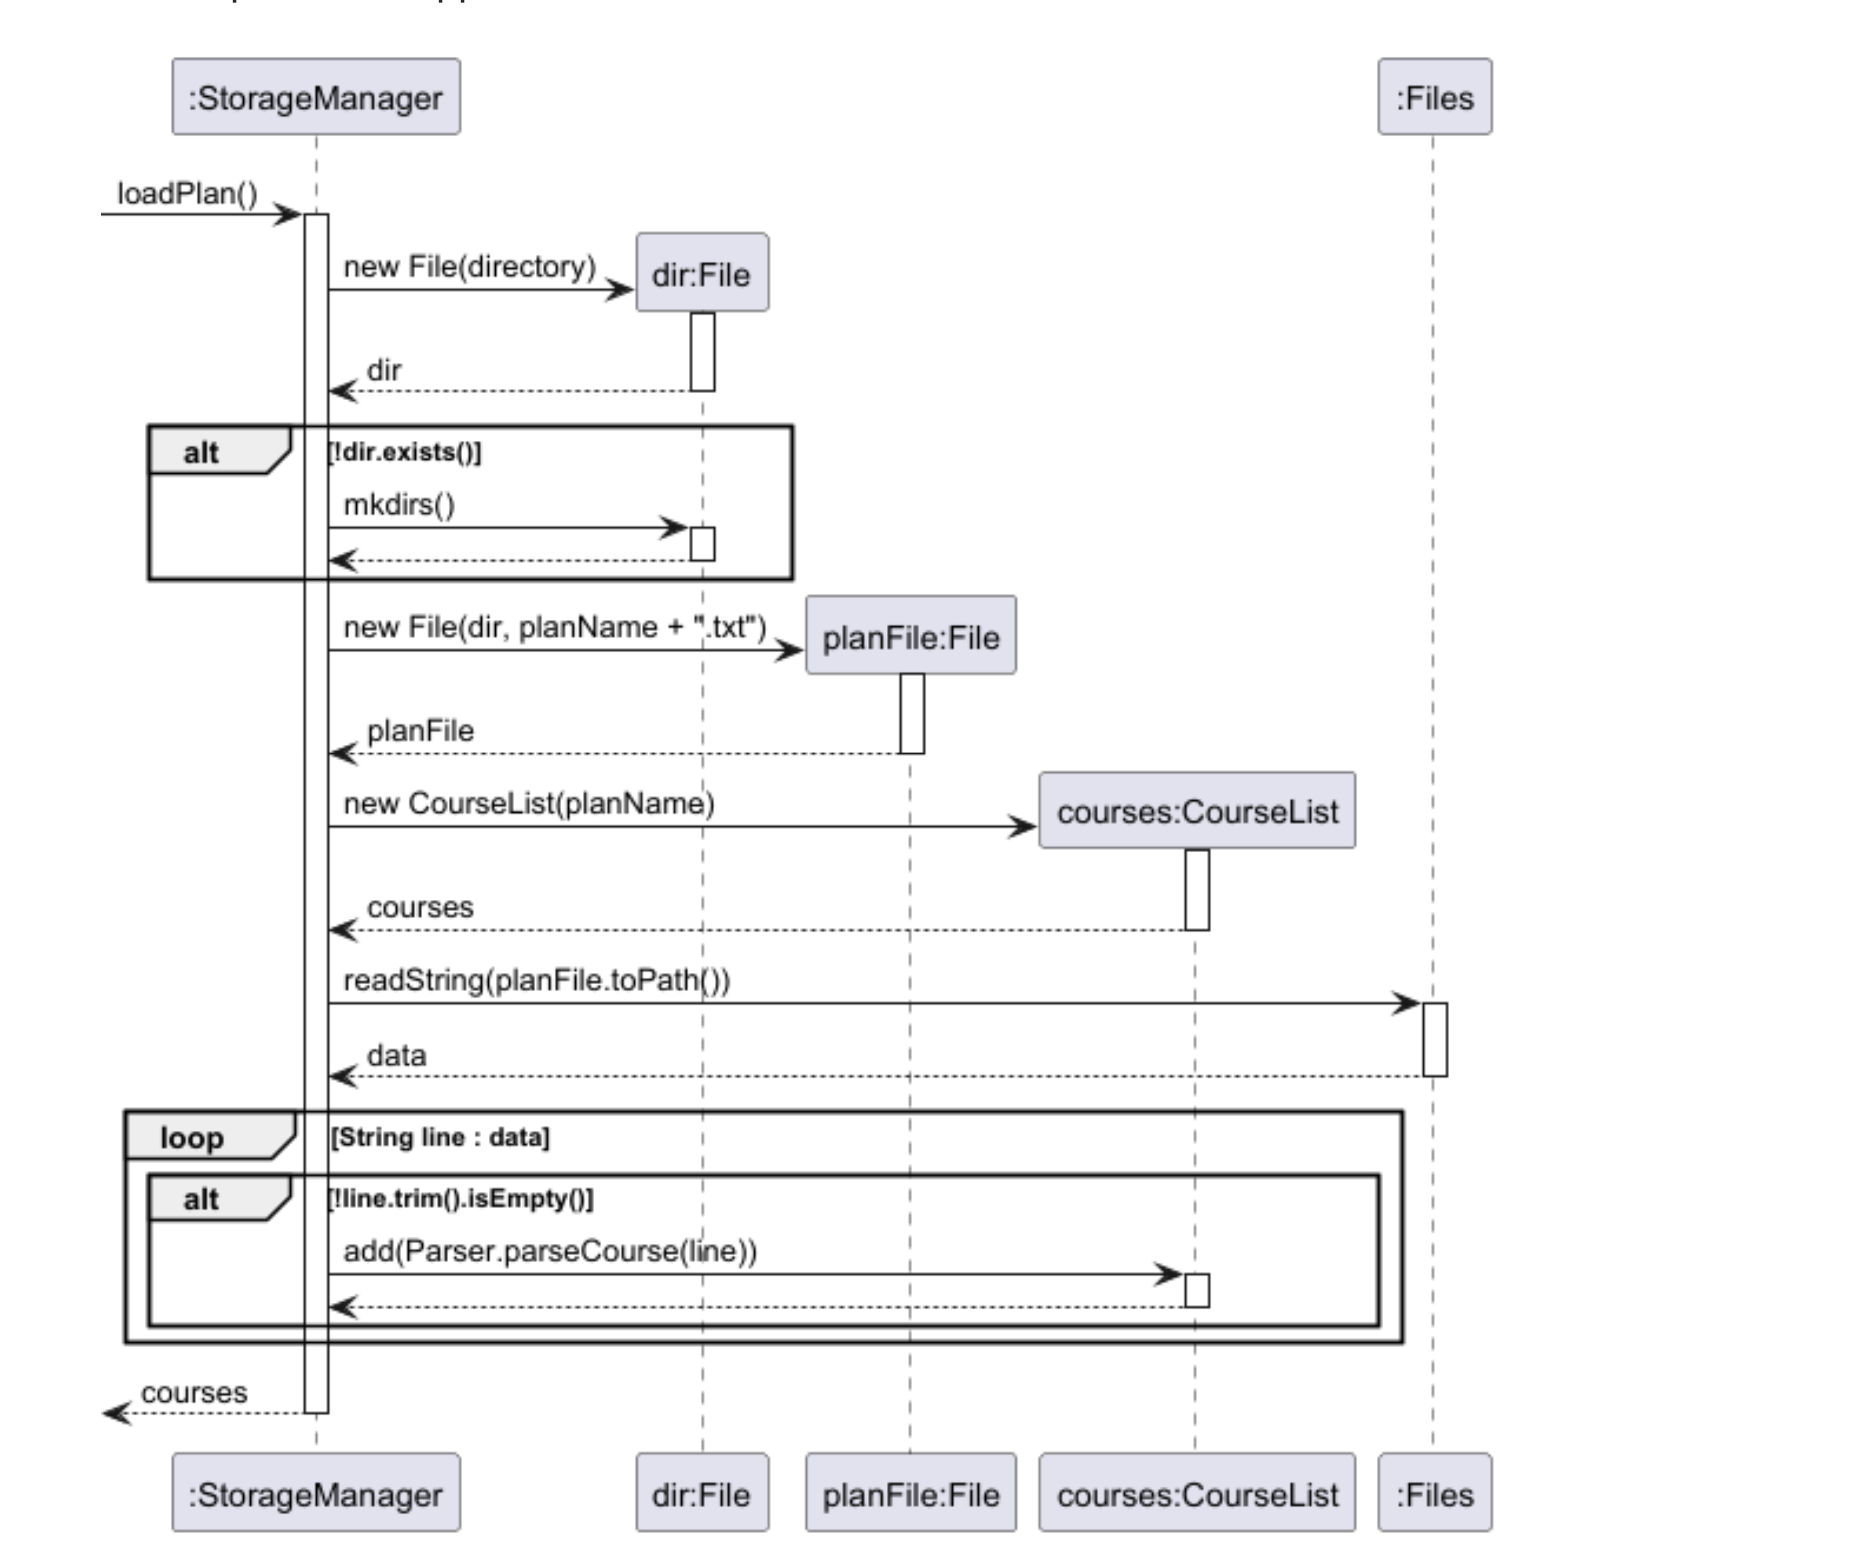 :StorageManager
:Files
loadPlan()
new File(directory)
dir:File
dir
alt
[!dir.exists()]
mkdirs()
new File(dir, planName + ".txt")
planFile:File
planFile
new CourseList(planName)
courses:CourseList
courses
readString(planFile.toPath())
data
loop
[String line : data]
alt
[!line.trim().isEmpty()]
add(Parser.parseCourse(line))
courses
:StorageManager
dir:File
planFile:File
courses:CourseList
:Files